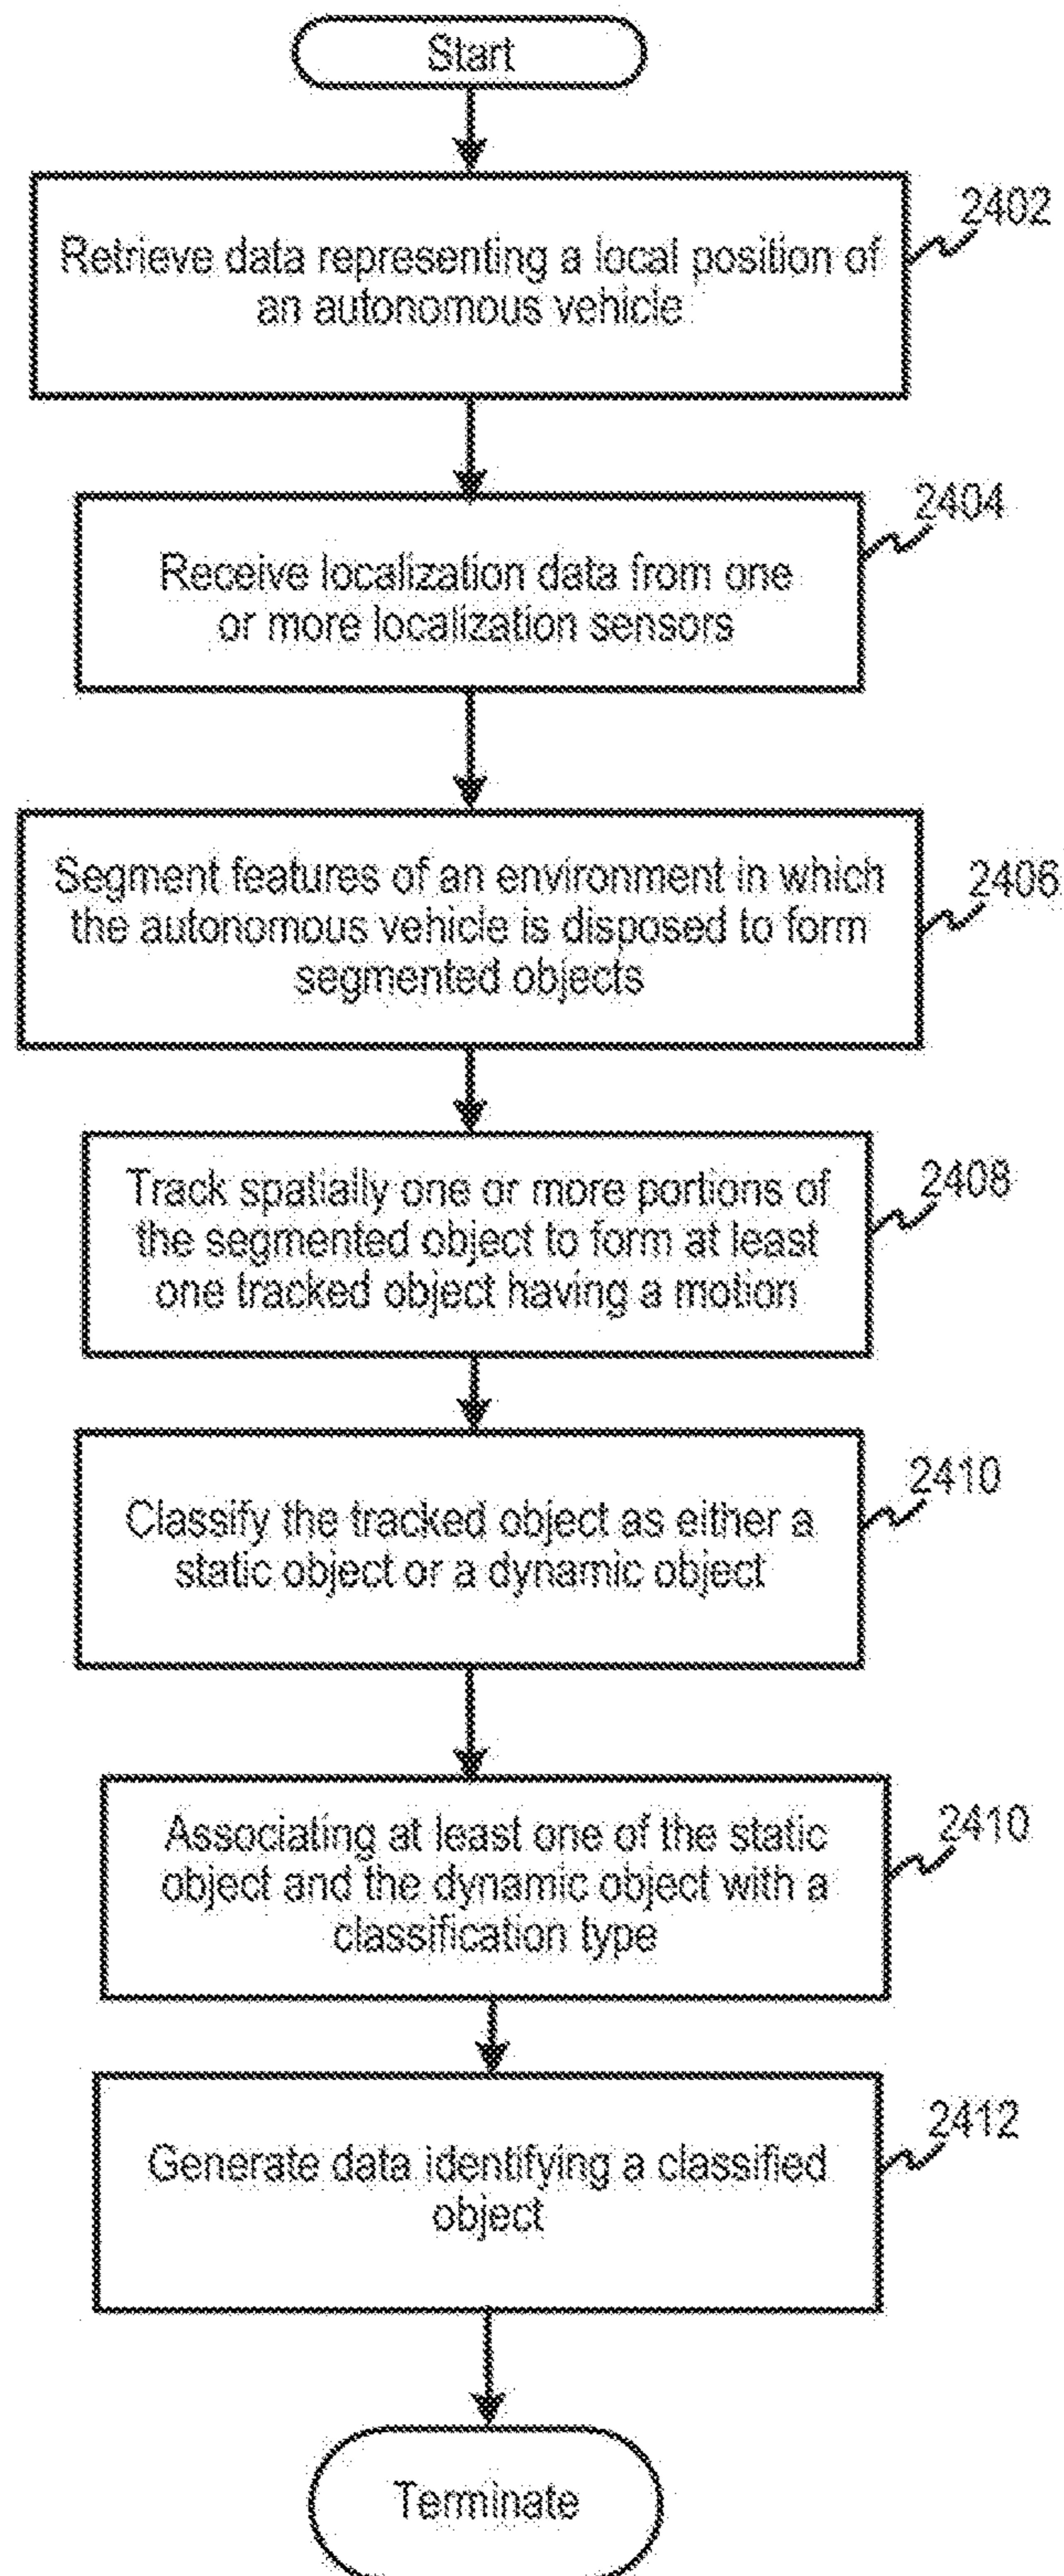 Start
2402
Retrieve data representing a local position of
an autonomous vehicle
2404
Receive localization data from one
or more localization sensors
2406
Segment features of an environment in which
the autonomous vehicle is disposed to form
segmented objects
2408
Track spatially one or more portions of
the segmented object to form at least
one tracked object having a motion
2410
Classify the tracked object as either a
static object or a dynamic object
2410
Associating at least one of the static
object and the dynamic object with a
classification type
2412
Generate data identifying a classified
object
Terminate